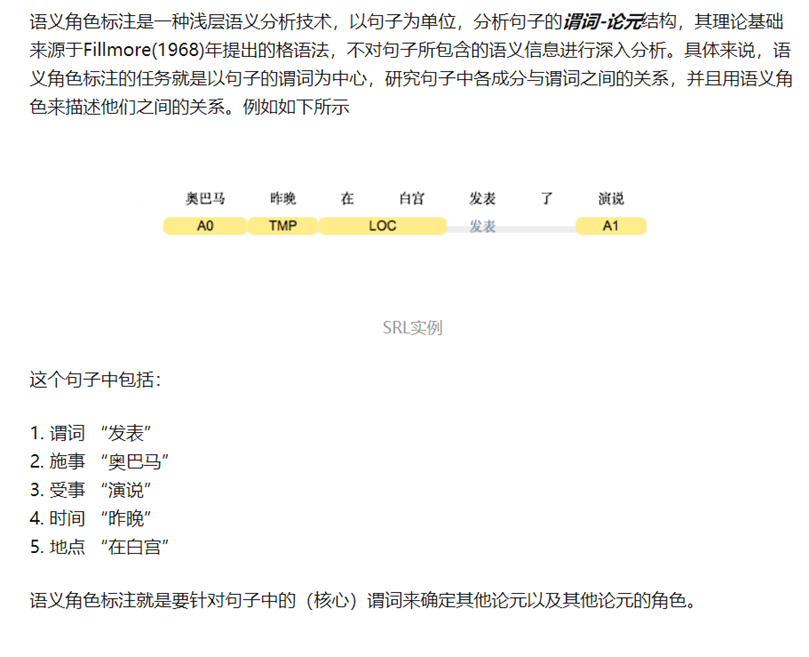 语义角色标注是一种浅层语义分析技术，以句子为单位，分析句子的谓词-论元结构，其理论基础
来源于Fillmore(1968)年提出的格语法，不对句子所包含的语义信息进行深入分析。具体来说，语
义角色标注的任务就是以句子的谓词为中心，研究句子中各成分与谓词之间的关系，并且用语义角
色来描述他们之间的关系。例如如下所示
奥巴马 昨晚 在 白宫 发表 了 演说
A0 TMP LOC 发表 A1
SRL实例
这个句子中包括：
1. 谓词 “发表”
2. 施事 “奥巴马”
3. 受事 “演说”
4. 时间 “昨晚”
5. 地点 “在白宫”
语义角色标注就是要针对句子中的（核心）谓词来确定其他论元以及其他论元的角色。